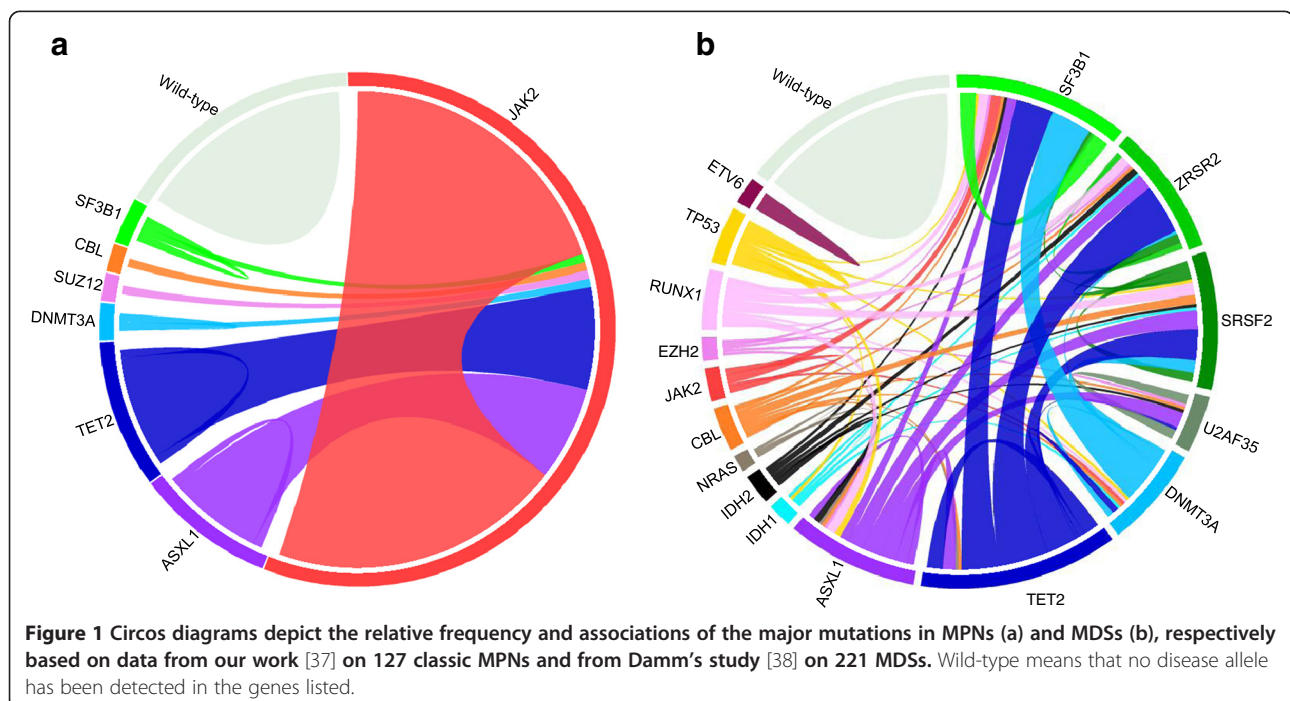 a
Wild-type
JAK2
SF3B1
CBL
SUZ12
DNMT3A
TET2
ASXL1
b
Wild-type
SF3B1
ETV6
ZRSR2
TP53
RUNX1
SRSF2
EZH2
JAK2
U2AF35
CBL
NRAS
DNMT3A
IDH2
IDH1
ASXL1
TET2
Figure 1 Circos diagrams depict the relative frequency and associations of the major mutations in MPNs (a) and MDSs (b), respectively
based on data from our work [37] on 127 classic MPNs and from Damm’s study [38] on 221 MDSs. Wild-type means that no disease allele
has been detected in the genes listed.